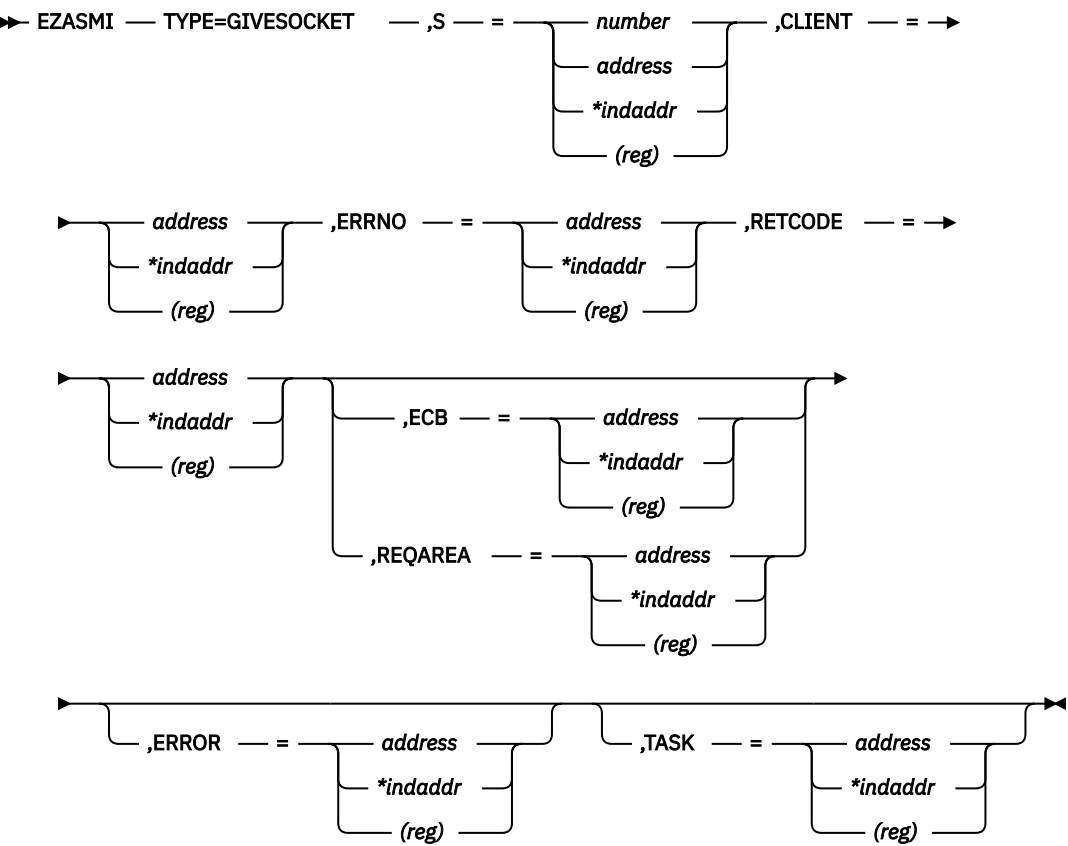 EZASMI TYPE=GIVESOCKET ,S = number ,CLIENT =
address
*indaddr
(reg)
address ,ERRNO = address ,RETCODE =
*indaddr *indaddr
(reg) (reg)
address
*indaddr
(reg)
,ECB = address
*indaddr
(reg)
,REQAREA = address
*indaddr
(reg)
,ERROR = address ,TASK = address
*indaddr *indaddr
(reg) (reg)